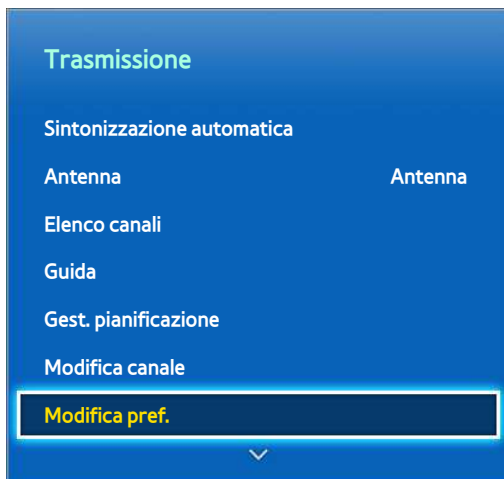 Trasmissione
Sintonizzazione automatica
Antenna Antenna
Elenco canali
Guida
Gest. pianificazione
Modifica canale
Modifica pref.